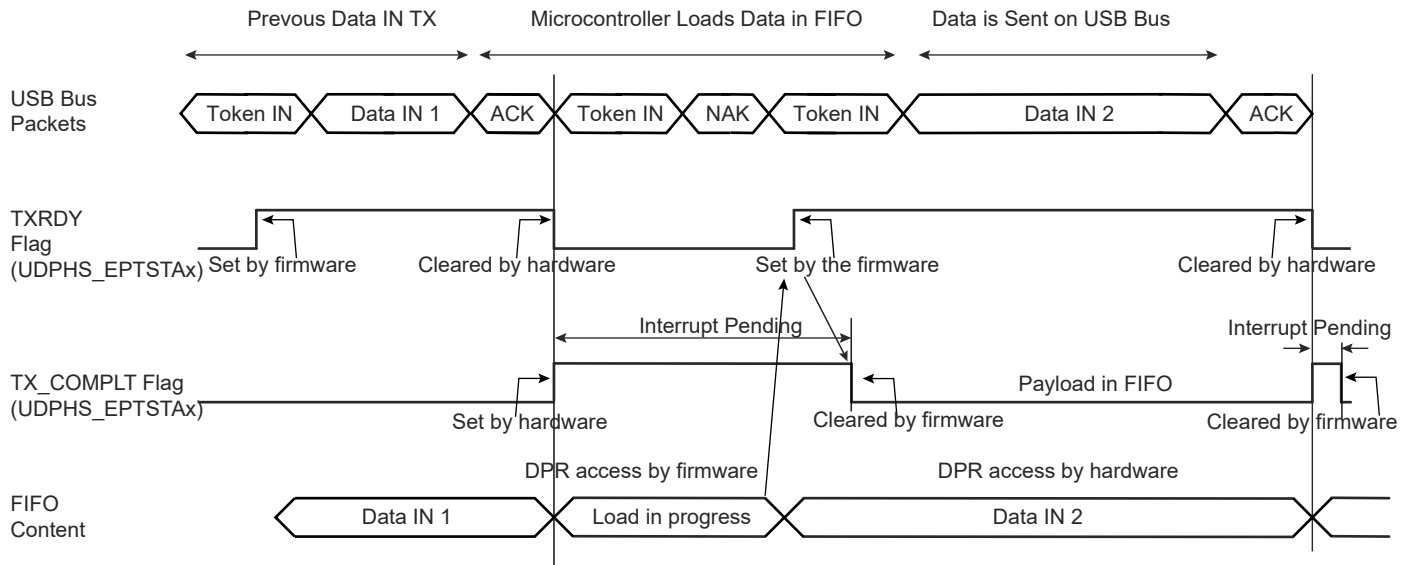 Prevous Data IN TX
Microcontroller Loads Data in FIFO
Data is Sent on USB Bus
USB Bus
Packets
Token IN
Data IN 1
ACK
Token IN
NAK
Token IN
Data IN 2
ACK
TXRDY
Flag
(UDPHS_EPTSTAx)
Set by firmware
Cleared by hardware
Set by the firmware
Cleared by hardware
Interrupt Pending
Interrupt Pending
TX_COMPLT Flag
(UDPHS_EPTSTAx)
Payload in FIFO
Set by hardware
Cleared by firmware
Cleared by firmware
DPR access by firmware
DPR access by hardware
FIFO
Content
Data IN 1
Load in progress
Data IN 2